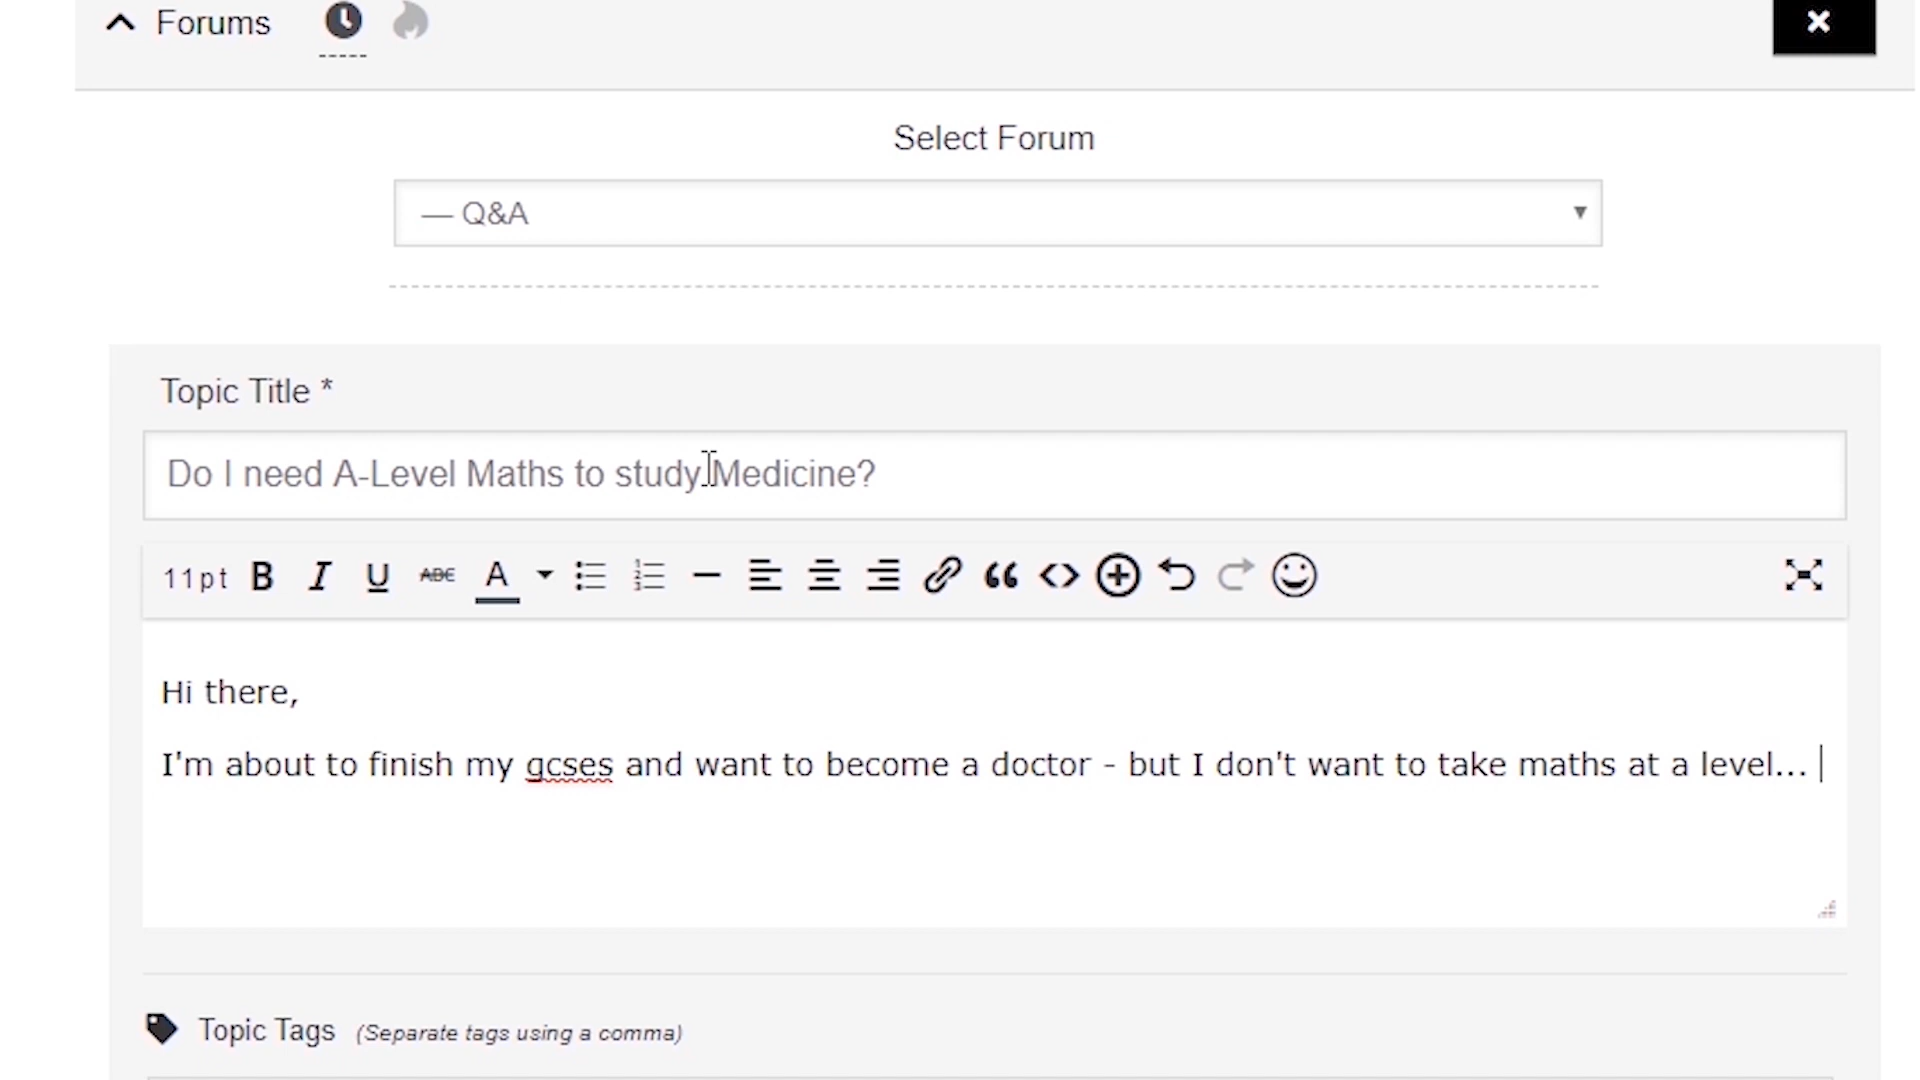 Forums
Select Forum
— Q&A
Topic Title *
Do I need A-Level Maths to study Medicine?
11pt B I U ABC A
Hi there,
I'm about to finish my gcses and want to become a doctor - but I don't want to take maths at a level...
Topic Tags (Separate tags using a comma)